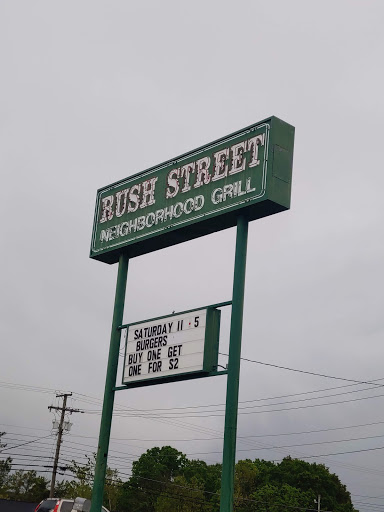 RUSH STREET
NEIGHBORHOOD GRILL
SATURDAY 11-5
BURGERS
BUY ONE GET
ONE FOR $2